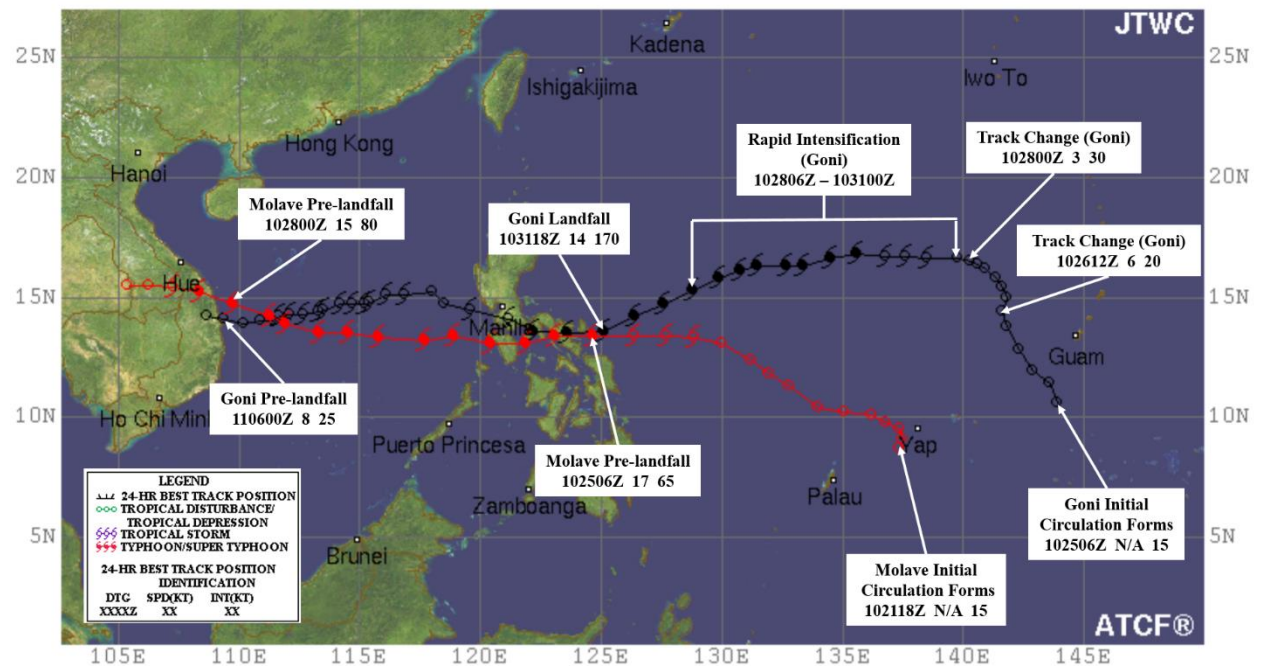 JTWC
25N
25N
Kadena
Ishigakijima
Iwo To
Hong Kong
Hanoi
Rapid Intensification
(Goni)
102806Z – 103100Z
Track Change (Goni)
102800Z 3 30
20N
20N
Molave Pre-landfall
102800Z 15 80
Goni Landfall
103118Z 14 170
Track Change (Goni)
102612Z 6 20
Hue
15N
15N
Manila
Guam
Goni Pre-landfall
110600Z 8 25
Ho Chi Minh
10N
10N
Puerto Princesa
Yap
Molave Pre-landfall
102506Z 17 65
Zamboanga
Palau
Goni Initial
Circulation Forms
102506Z N/A 15
LEGEND
24-HR BEST TRACK POSITION
TROPICAL DISTURBANCE/
TROPICAL DEPRESSION
TROPICAL STORM
TYPHOON/SUPER TYPHOON
24-HR BEST TRACK POSITION
IDENTIFICATION
DTG SPD(KT) INT(KT)
XXXXZ XX XX
5N
5N
Brunei
Molave Initial
Circulation Forms
102118Z N/A 15
ATCF®
105E 110E 115E 120E 125E 130E 135E 140E 145E